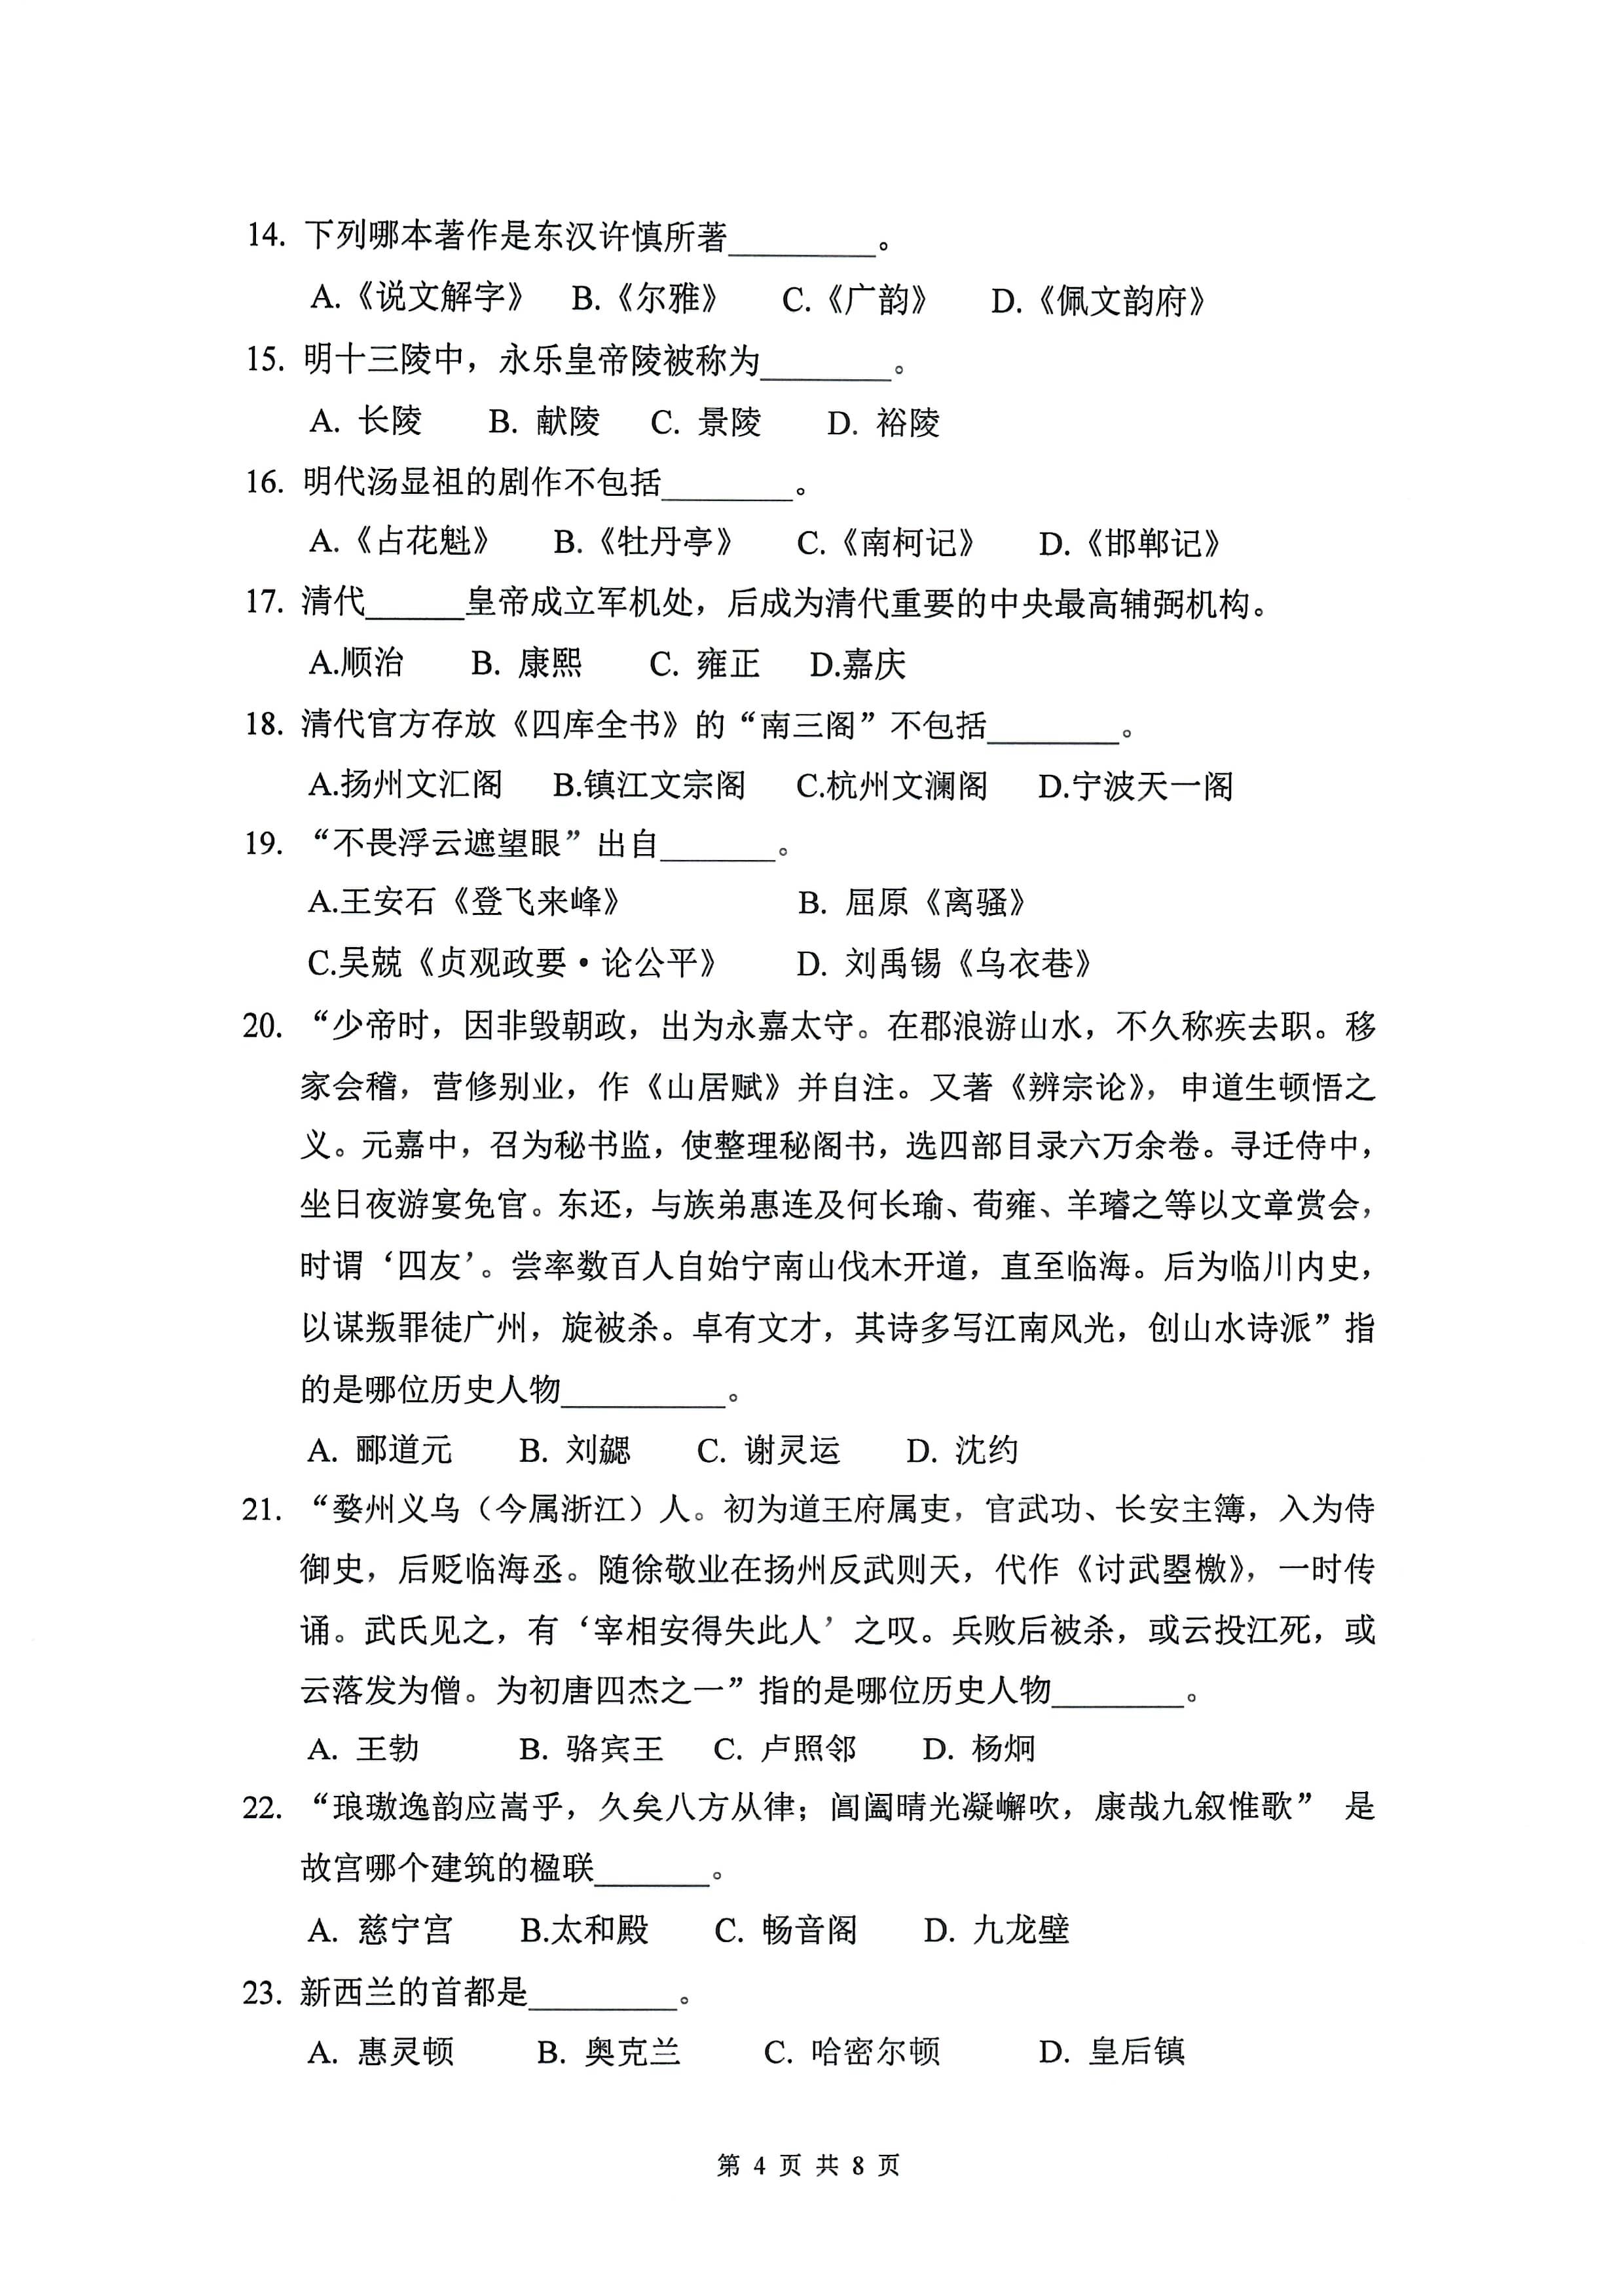 14. 下列哪本著作是东汉许慎所著________。
A.《说文解字》 B.《尔雅》 C.《广韵》 D.《佩文韵府》
15. 明十三陵中，永乐皇帝陵被称为________。
A. 长陵 B. 献陵 C. 景陵 D. 裕陵
16. 明代汤显祖的剧作不包括________。
A.《占花魁》 B.《牡丹亭》 C.《南柯记》 D.《邯郸记》
17. 清代______皇帝成立军机处，后成为清代重要的中央最高辅弼机构。
A.顺治 B. 康熙 C. 雍正 D.嘉庆
18. 清代官方存放《四库全书》的“南三阁”不包括________。
A.扬州文汇阁 B.镇江文宗阁 C.杭州文澜阁 D.宁波天一阁
19. “不畏浮云遮望眼”出自_______。
A.王安石《登飞来峰》 B. 屈原《离骚》
C.吴兢《贞观政要•论公平》 D. 刘禹锡《乌衣巷》
20. “少帝时，因非毁朝政，出为永嘉太守。在郡浪游山水，不久称疾去职。移
家会稽，营修别业，作《山居赋》并自注。又著《辨宗论》，申道生顿悟之
义。元嘉中，召为秘书监，使整理秘阁书，选四部目录六万余卷。寻迁侍中，
坐日夜游宴免官。东还，与族弟惠连及何长瑜、荀雍、羊璿之等以文章赏会，
时谓‘四友’。尝率数百人自始宁南山伐木开道，直至临海。后为临川内史，
以谋叛罪徒广州，旋被杀。卓有文才，其诗多写江南风光，创山水诗派”指
的是哪位历史人物__________。
A. 郦道元 B. 刘勰 C. 谢灵运 D. 沈约
21. “婺州义乌（今属浙江）人。初为道王府属吏，官武功、长安主簿，入为侍
御史，后贬临海丞。随徐敬业在扬州反武则天，代作《讨武曌檄》，一时传
诵。武氏见之，有‘宰相安得失此人’之叹。兵败后被杀，或云投江死，或
云落发为僧。为初唐四杰之一”指的是哪位历史人物________。
A. 王勃 B. 骆宾王 C. 卢照邻 D. 杨炯
22. “琅璈逸韵应嵩乎，久矣八方从律；阊阖晴光凝嶰吹，康哉九叙惟歌” 是
故宫哪个建筑的楹联_______。
A. 慈宁宫 B.太和殿 C. 畅音阁 D. 九龙壁
23. 新西兰的首都是_________。
A. 惠灵顿 B. 奥克兰 C. 哈密尔顿 D. 皇后镇
第 4 页 共 8 页